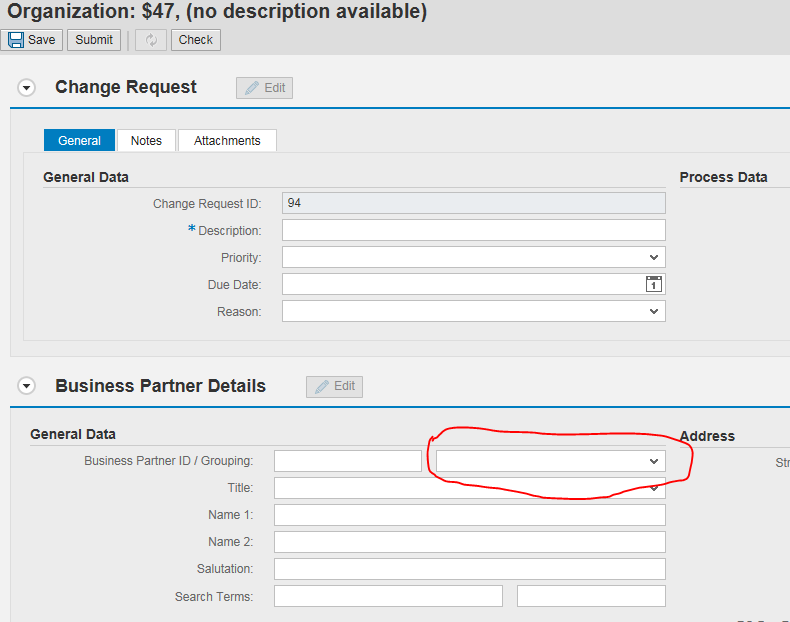 Organization: $47, (no description available)
Save Submit Check
Change Request Edit
General Notes Attachments
General Data Process Data
Change Request ID: 94
* Description:
Priority:
Due Date: 1
Reason:
Business Partner Details Edit
General Data Address
Business Partner ID / Grouping: Str
Title:
Name 1:
Name 2:
Salutation:
Search Terms: